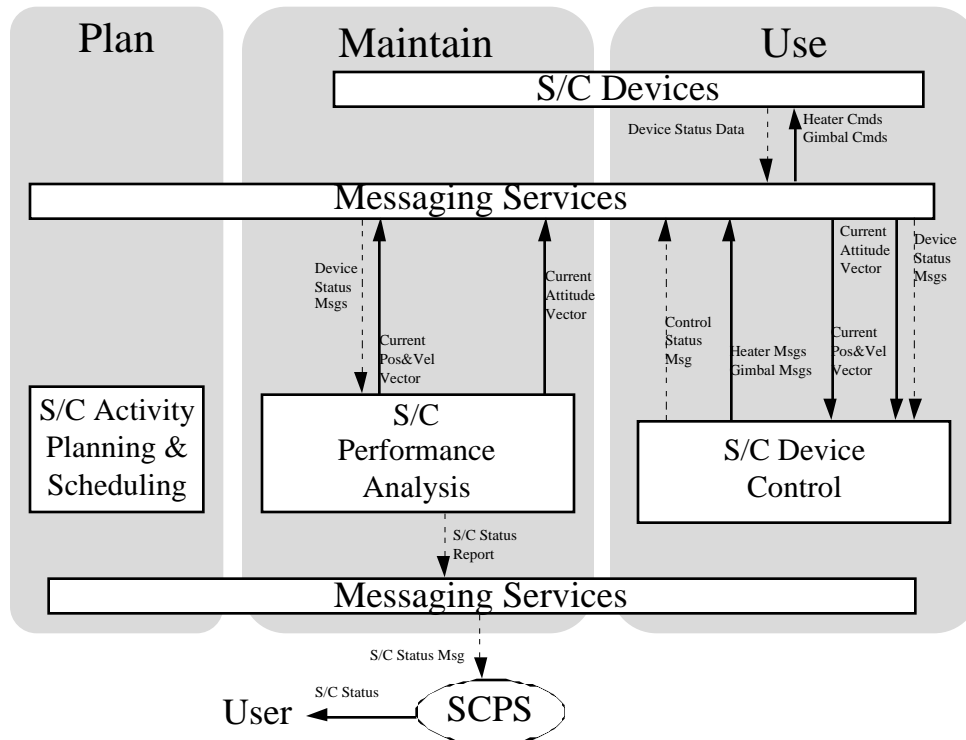 Plan
Maintain
Use
S/C Devices
Device Status Data
Heater Cmds
Gimbal Cmds
Messaging Services
Device
Status
Msgs
Current
Pos&Vel
Vector
Current
Attitude
Vector
Control
Status
Msg
Heater Msgs
Gimbal Msgs
Current
Attitude
Vector
Current
Pos&Vel
Vector
Device
Status
Msgs
S/C Activity
Planning &
Scheduling
S/C
Performance
Analysis
S/C Device
Control
S/C Status
Report
Messaging Services
S/C Status Msg
S/C Status
User
SCPS